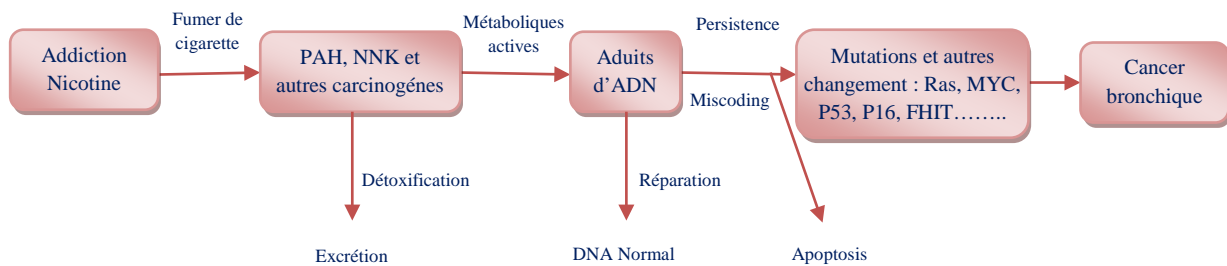 Addiction
Nicotine
Fumer de
cigarette
PAH, NNK et
autres carcinogénes
Métaboliques
actives
Aduits
d’ADN
Persistence
Miscoding
Mutations et autres
changement : Ras, MYC,
P53, P16, FHIT……..
Cancer
bronchique
Détoxification
Réparation
Excrétion
DNA Normal
Apoptosis